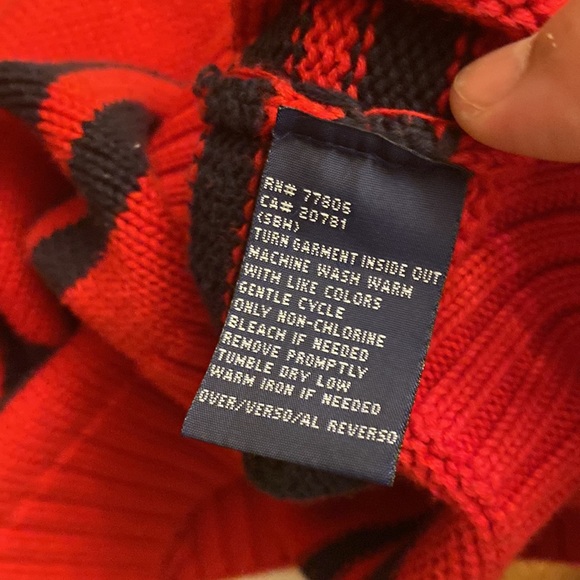 RN# 77806
CA# 20781
(SBH)
TURN GARMENT INSIDE OUT
MACHINE WASH WARM
WITH LIKE COLORS
GENTLE CYCLE
ONLY NON-CHLORINE
BLEACH IF NEEDED
REMOVE PROMPTLY
TUMBLE DRY LOW
WARM IRON IF NEEDED
OVER/VERSO/AL REVERSO